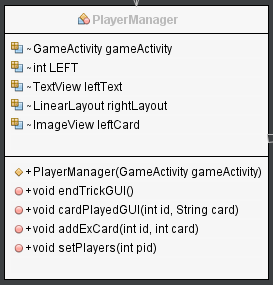 PlayerManager
~GameActivity gameActivity
~int LEFT
~TextView leftText
~LinearLayout rightLayout
~ImageView leftCard
+PlayerManager(GameActivity gameActivity)
+void endTrickGUI()
+void cardPlayedGUI(int id, String card)
+void addExCard(int id, int card)
+void setPlayers(int pid)